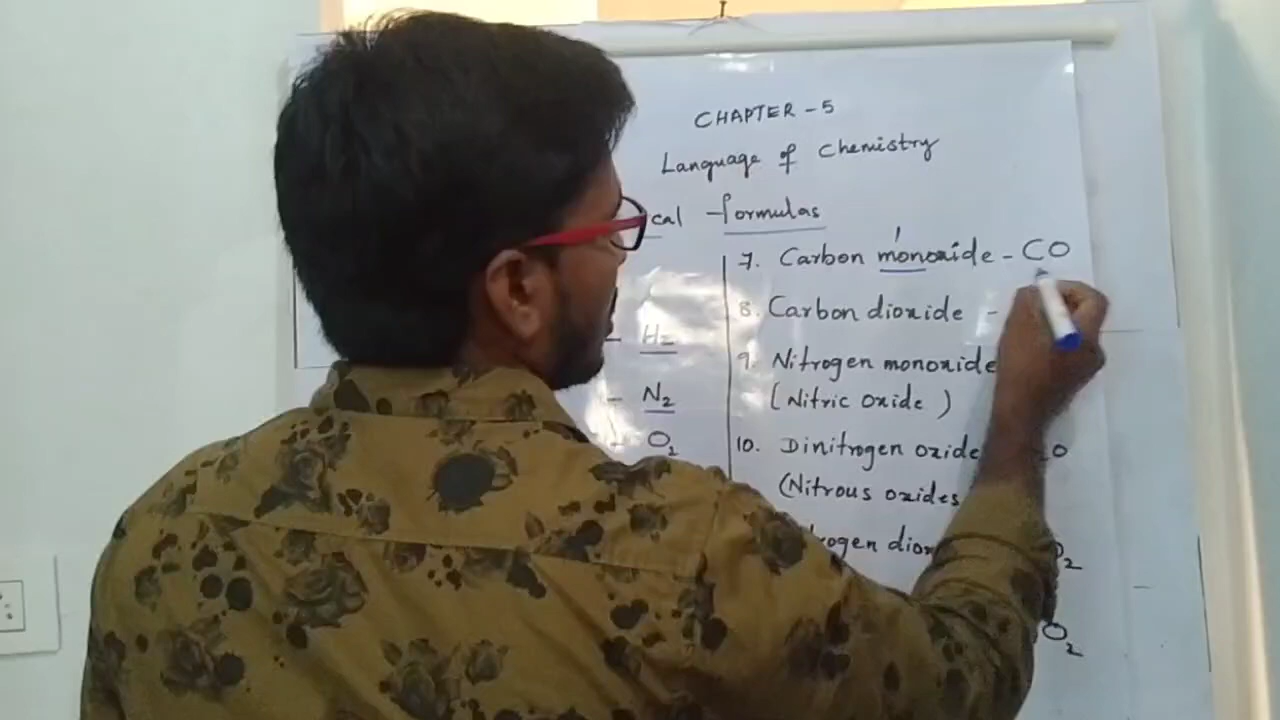 CHAPTER - 5
Language of Chemistry
cal formulas
- H2
- N2
- O2
7. Carbon monoxide - CO
8. Carbon dioxide -
9. Nitrogen monoxide
(Nitric oxide)
10. Dinitrogen oxide O
(Nitrous oxides
rogen diox O2
O2